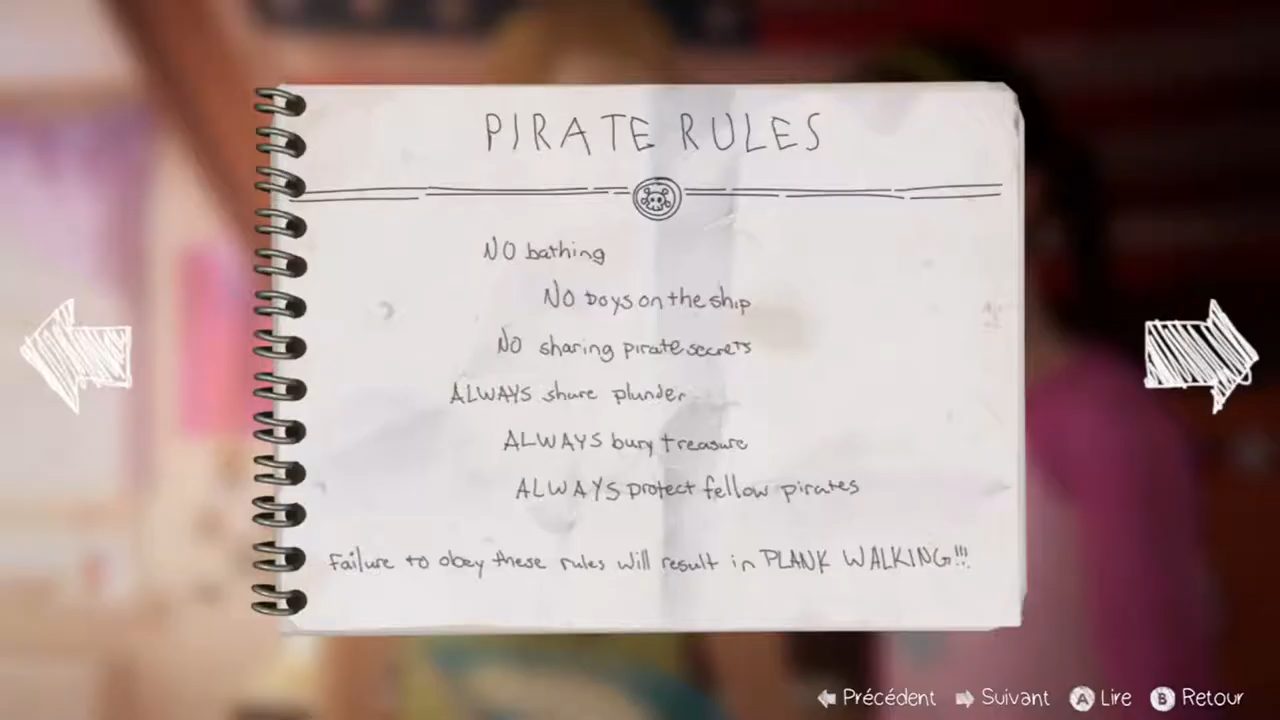 PIRATE RULES
NO bathing
NO boys on the ship
NO sharing pirate secrets
ALWAYS share plunder
ALWAYS bury treasure
ALWAYS protect fellow pirates
Failure to obey these rules will result in PLANK WALKING!!!
Précédent Suivant A Lire B Retour